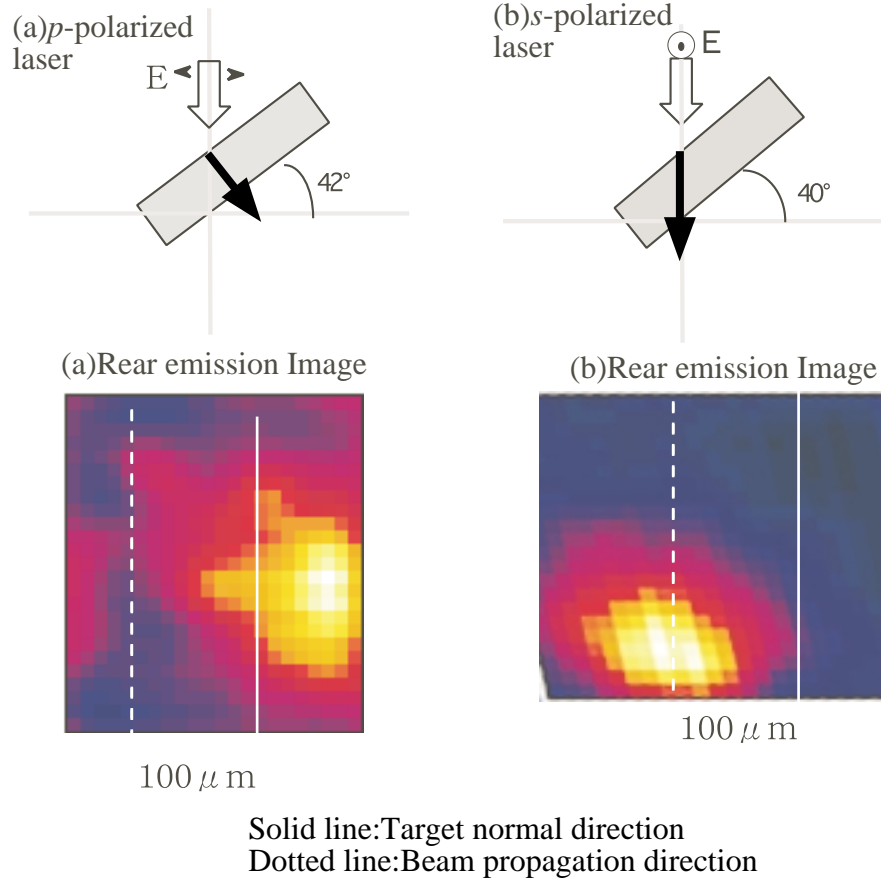 (a)p-polarized
laser
E
42°
(b)s-polarized
laser
E
40°
(a)Rear emission Image
100 μ m
(b)Rear emission Image
100 μ m
Solid line:Target normal direction
Dotted line:Beam propagation direction